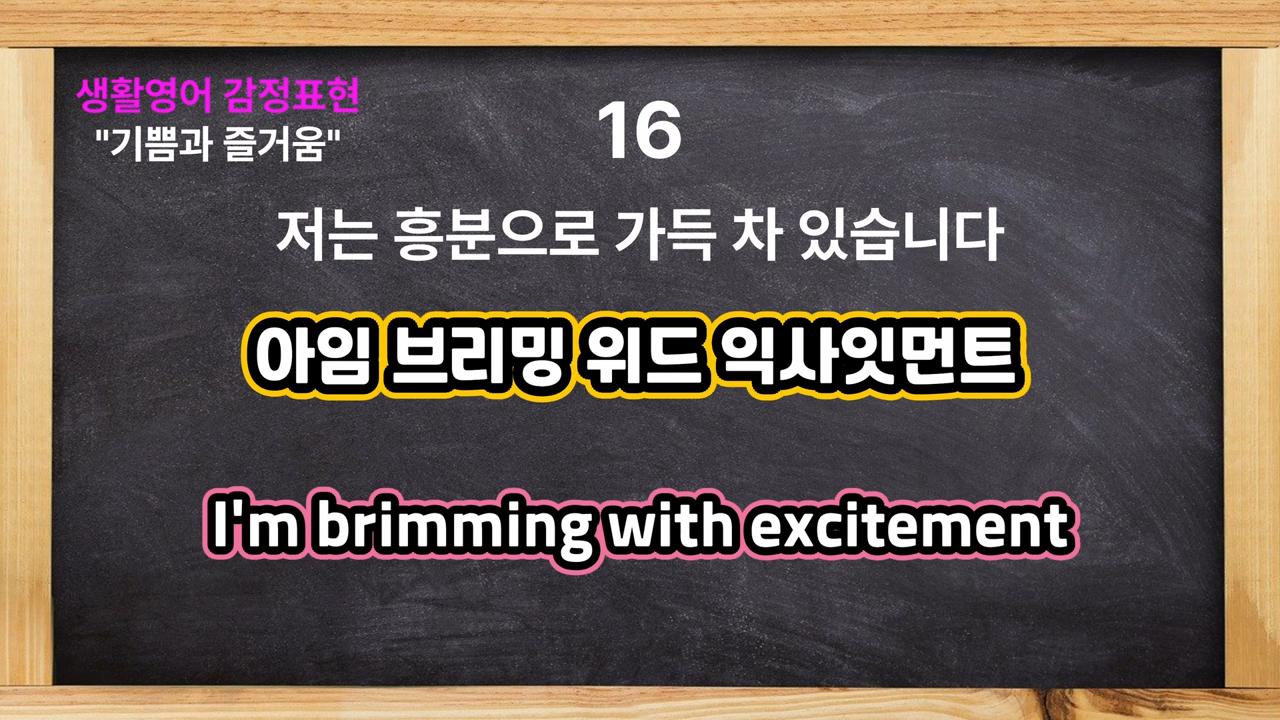 생활영어 감정표현
"기쁨과 즐거움"
16
저는 흥분으로 가득 차 있습니다
아임 브리밍 위드 익사잇먼트
I'm brimming with excitement